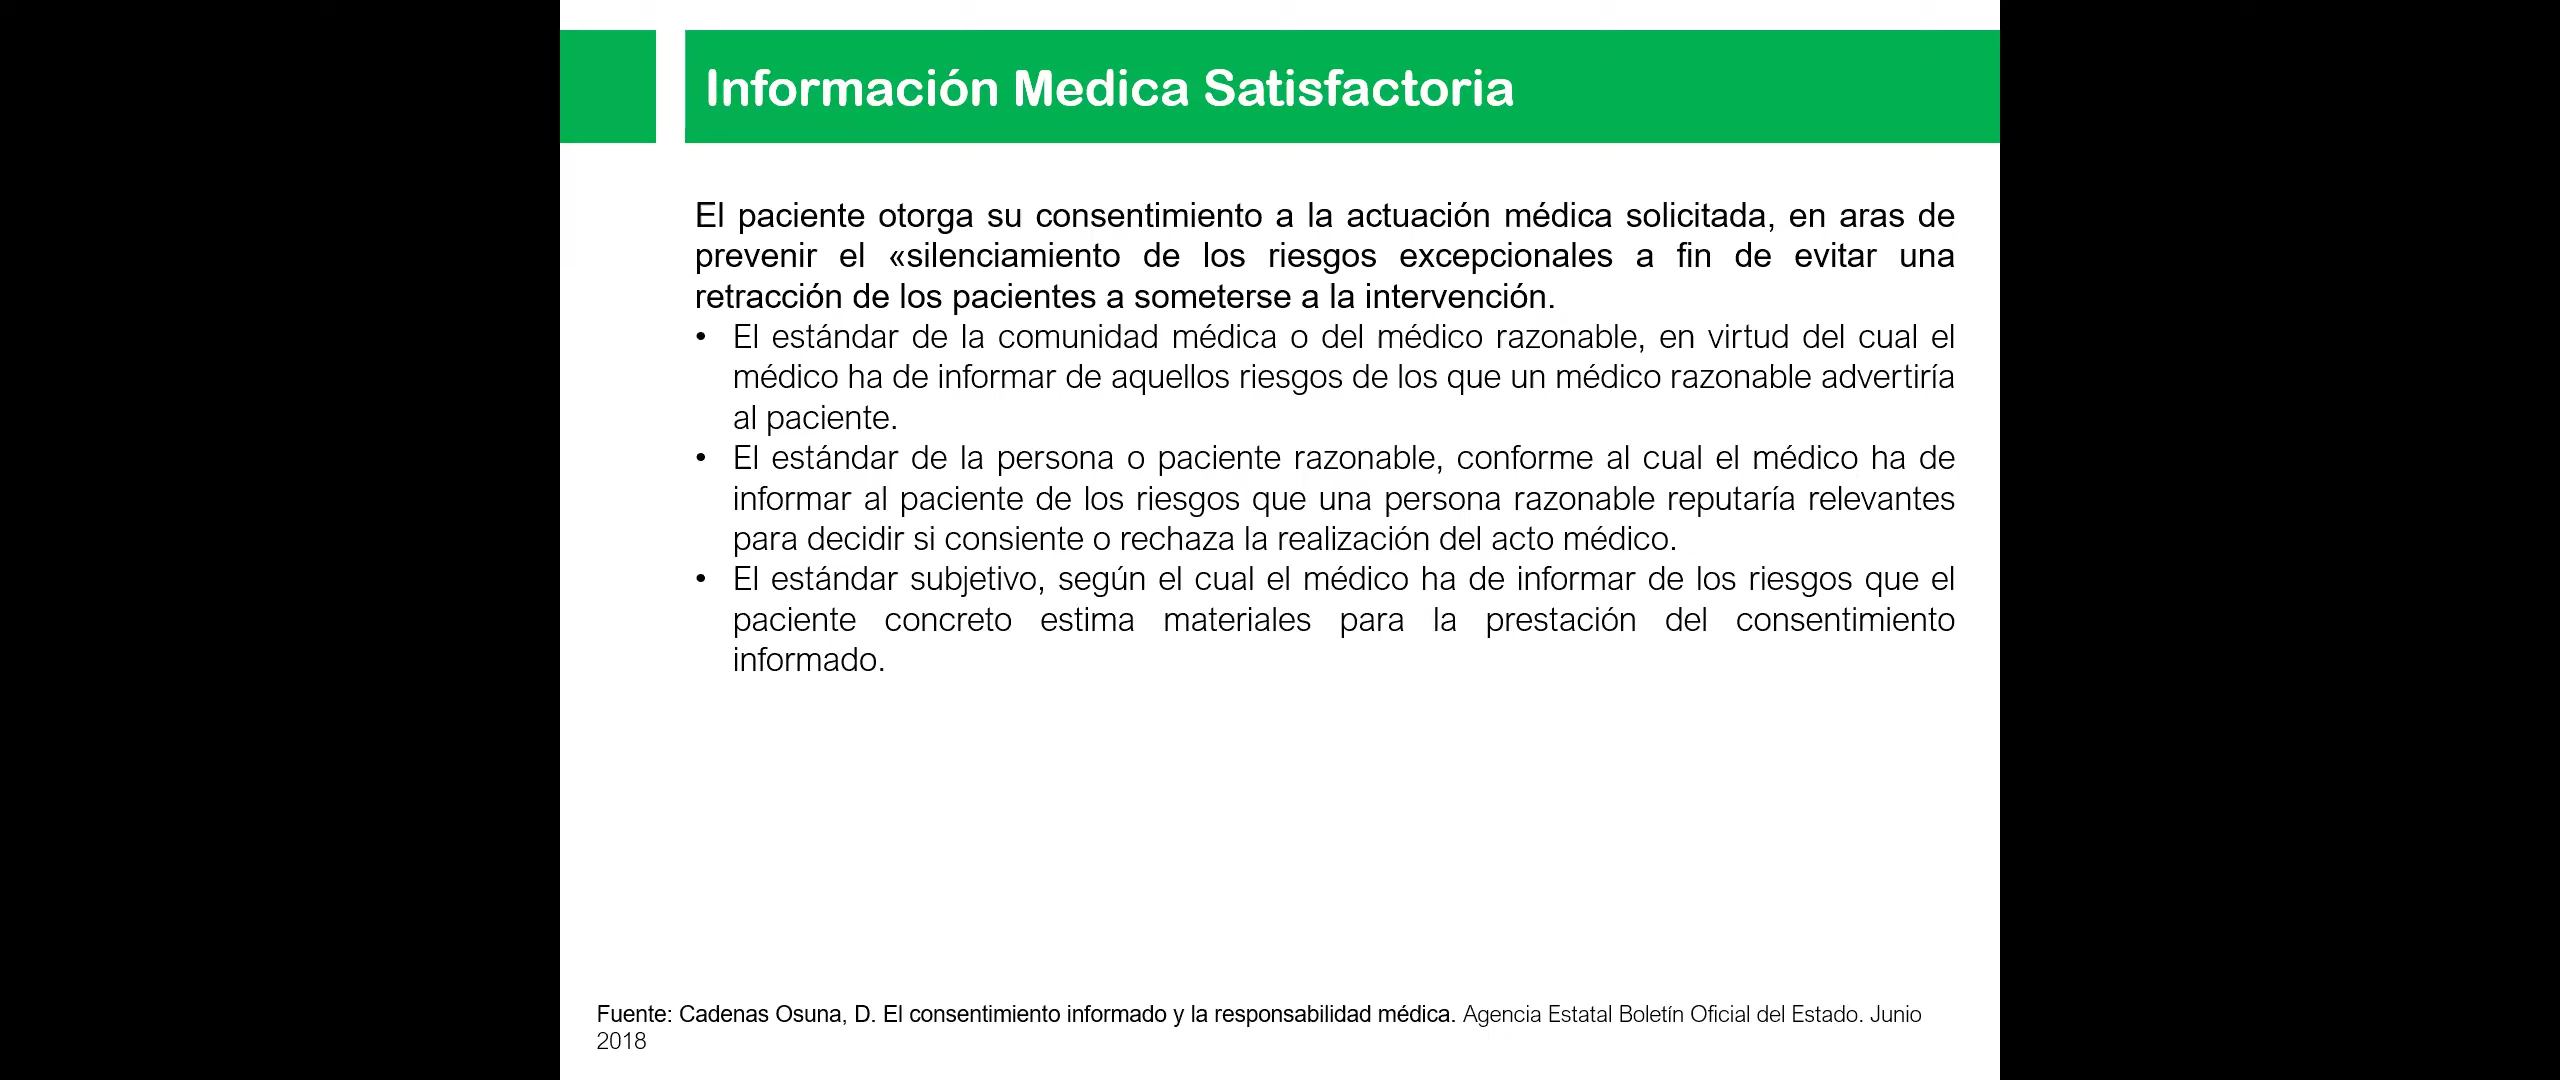 Información Medica Satisfactoria
El paciente otorga su consentimiento a la actuación médica solicitada, en aras de
prevenir el «silenciamiento de los riesgos excepcionales a fin de evitar una
retracción de los pacientes a someterse a la intervención.
• El estándar de la comunidad médica o del médico razonable, en virtud del cual el
médico ha de informar de aquellos riesgos de los que un médico razonable advertiría
al paciente.
• El estándar de la persona o paciente razonable, conforme al cual el médico ha de
informar al paciente de los riesgos que una persona razonable reputaría relevantes
para decidir si consiente o rechaza la realización del acto médico.
• El estándar subjetivo, según el cual el médico ha de informar de los riesgos que el
paciente concreto estima materiales para la prestación del consentimiento
informado.
Fuente: Cadenas Osuna, D. El consentimiento informado y la responsabilidad médica. Agencia Estatal Boletín Oficial del Estado. Junio
2018